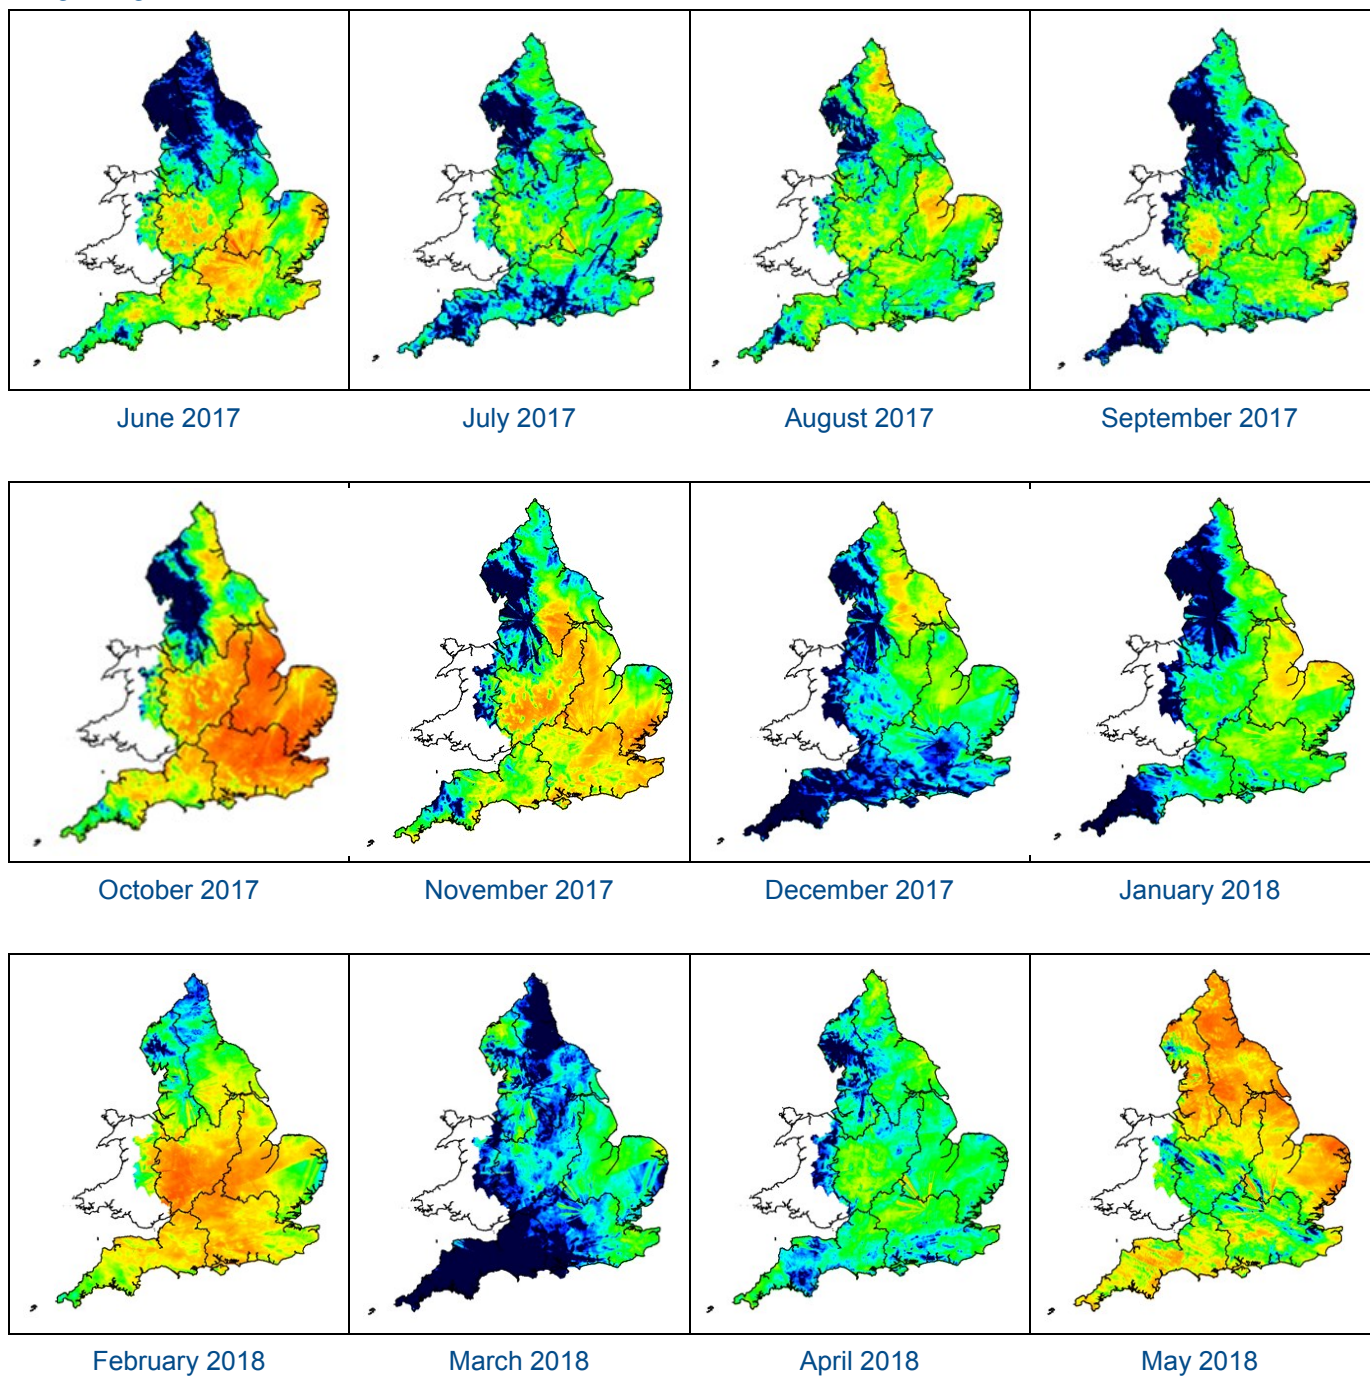 June 2017
July 2017
August 2017
September 2017
October 2017
November 2017
December 2017
January 2018
February 2018
March 2018
April 2018
May 2018